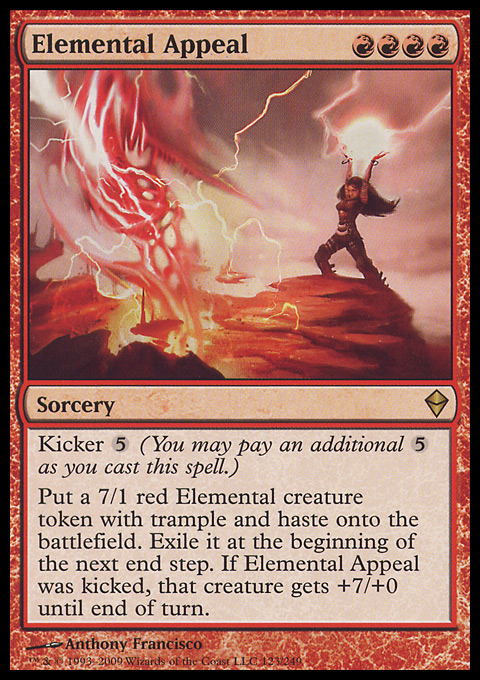 Elemental Appeal
Sorcery
Kicker 5 (You may pay an additional 5
as you cast this spell.)
Put a 7/1 red Elemental creature
token with trample and haste onto the
battlefield. Exile it at the beginning of
the next end step. If Elemental Appeal
was kicked, that creature gets +7/+0
until end of turn.
Anthony Francisco
™ & © 1993-2009 Wizards of the Coast LLC 123/249